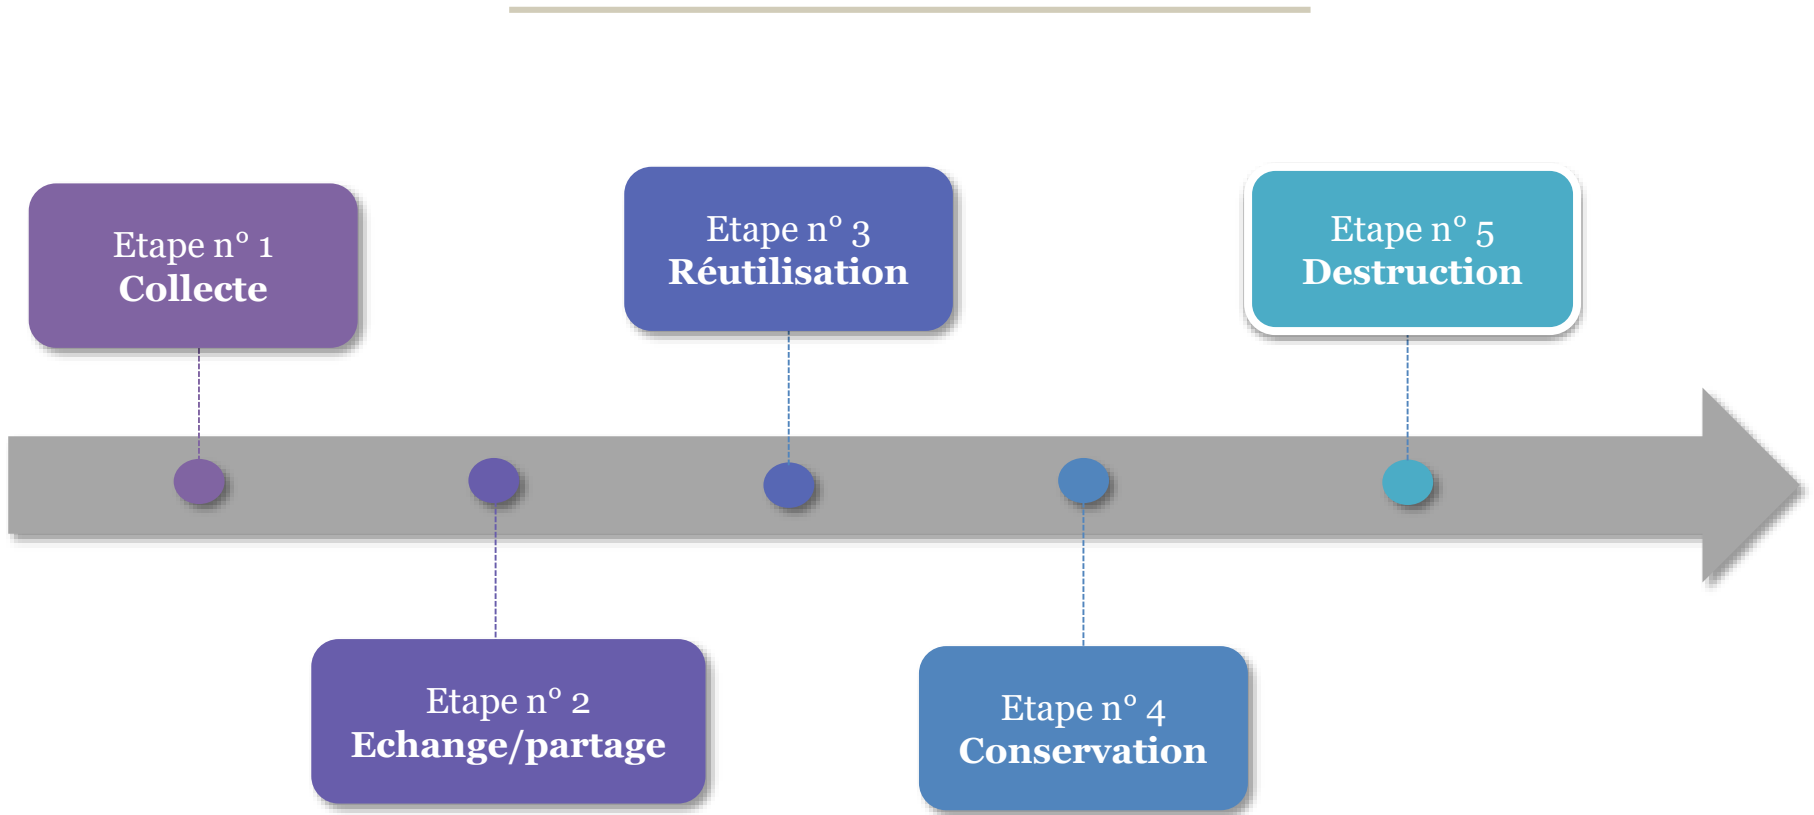 Etape n° 1
Collecte
Etape n° 2
Echange/partage
Etape n° 3
Réutilisation
Etape n° 4
Conservation
Etape n° 5
Destruction